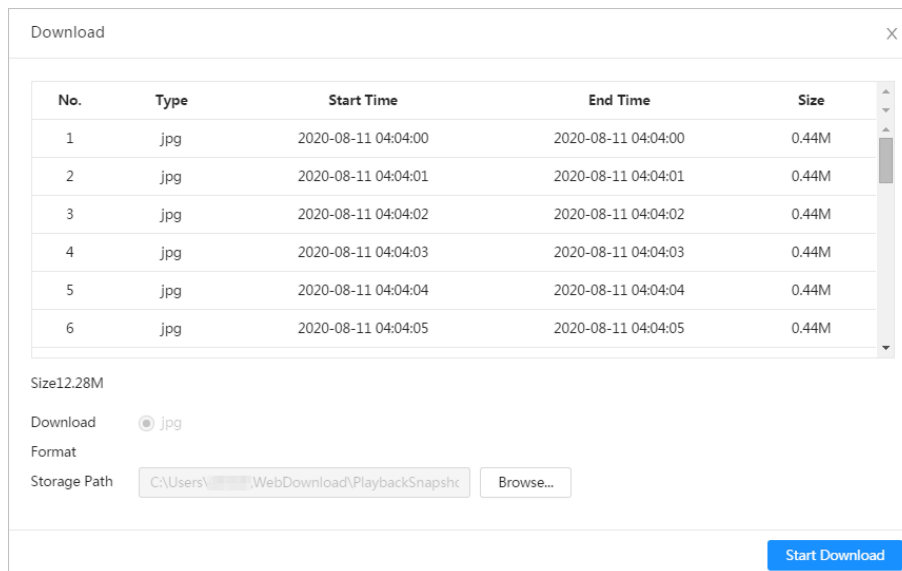 Download
No. Type Start Time End Time Size
1 jpg 2020-08-11 04:04:00 2020-08-11 04:04:00 0.44M
2 jpg 2020-08-11 04:04:01 2020-08-11 04:04:01 0.44M
3 jpg 2020-08-11 04:04:02 2020-08-11 04:04:02 0.44M
4 jpg 2020-08-11 04:04:03 2020-08-11 04:04:03 0.44M
5 jpg 2020-08-11 04:04:04 2020-08-11 04:04:04 0.44M
6 jpg 2020-08-11 04:04:05 2020-08-11 04:04:05 0.44M
Size12.28M
Download jpg
Format
Storage Path C:\Users\ WebDownload\PlaybackSnapsho Browse...
Start Download